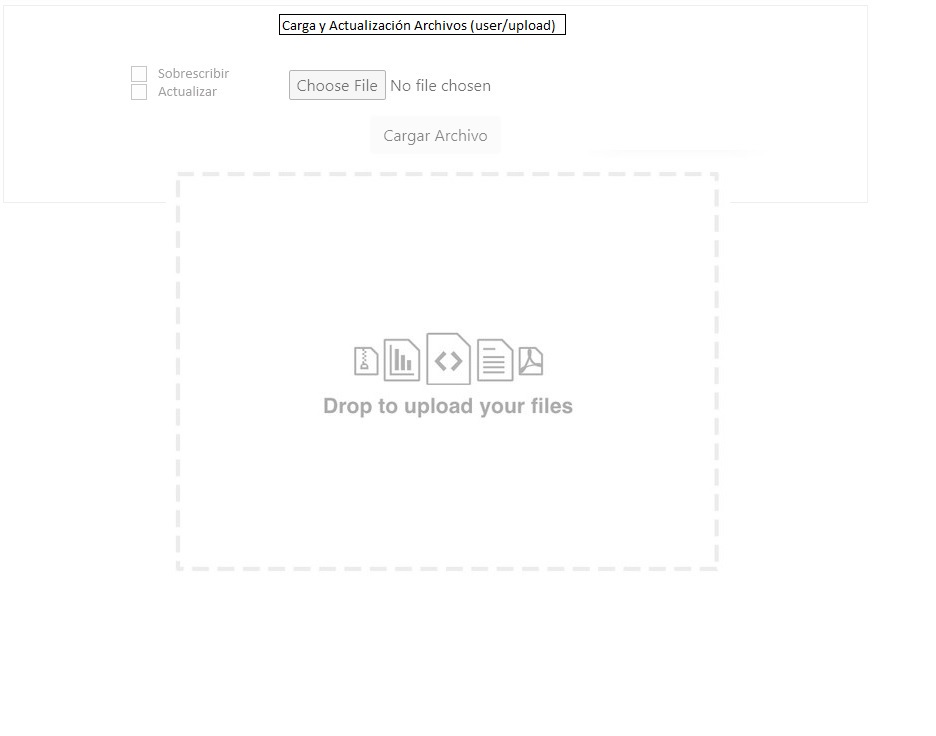 Carga y Actualización Archivos (user/upload)
Sobrescribir
Actualizar
Choose File No file chosen
Cargar Archivo
Drop to upload your files